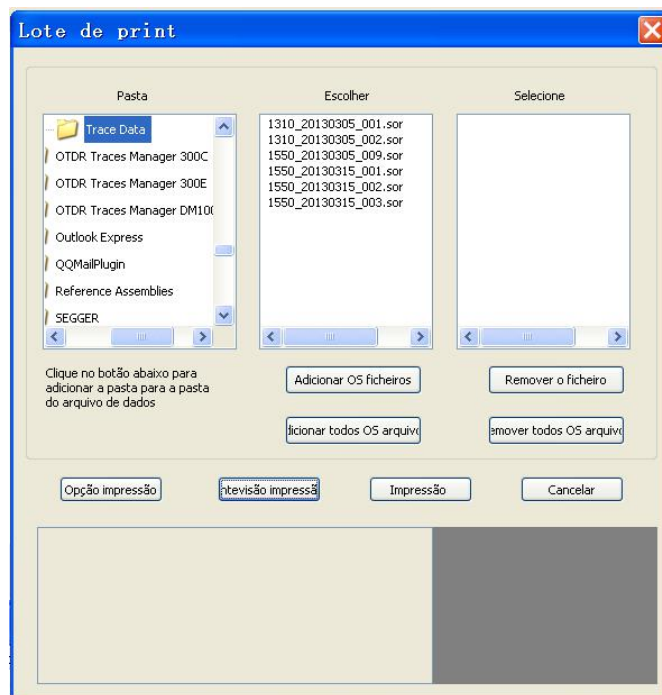 Lote de print
Pasta
Escolher
Selecione
Trace Data
OTDR Traces Manager 300C
OTDR Traces Manager 300E
OTDR Traces Manager DM10
Outlook Express
QQMailPlugin
Reference Assemblies
SEGGER
1310_20130305_001.sor
1310_20130305_002.sor
1550_20130305_009.sor
1550_20130315_001.sor
1550_20130315_002.sor
1550_20130315_003.sor
Clique no botão abaixo para
adicionar a pasta para a pasta
do arquivo de dados
Adicionar OS ficheiros
Remover o ficheiro
dicionar todos OS arquivo
emover todos OS arquivo
Opção impressão
ntevisão impressã
Impressão
Cancelar